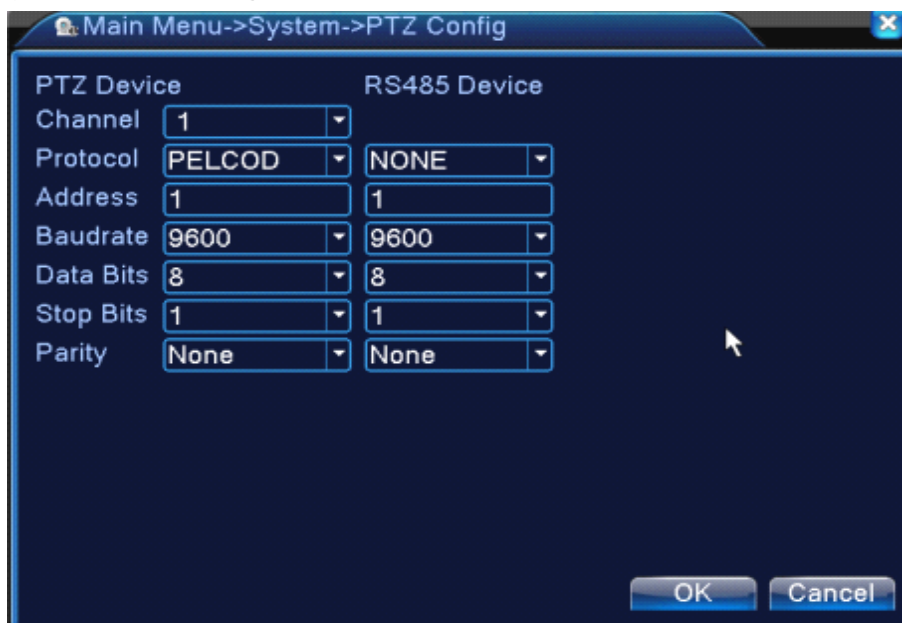 Main Menu->System->PTZ Config
PTZ Device RS485 Device
Channel 1
Protocol PELCOD NONE
Address 1 1
Baudrate 9600 9600
Data Bits 8 8
Stop Bits 1 1
Parity None None
OK Cancel